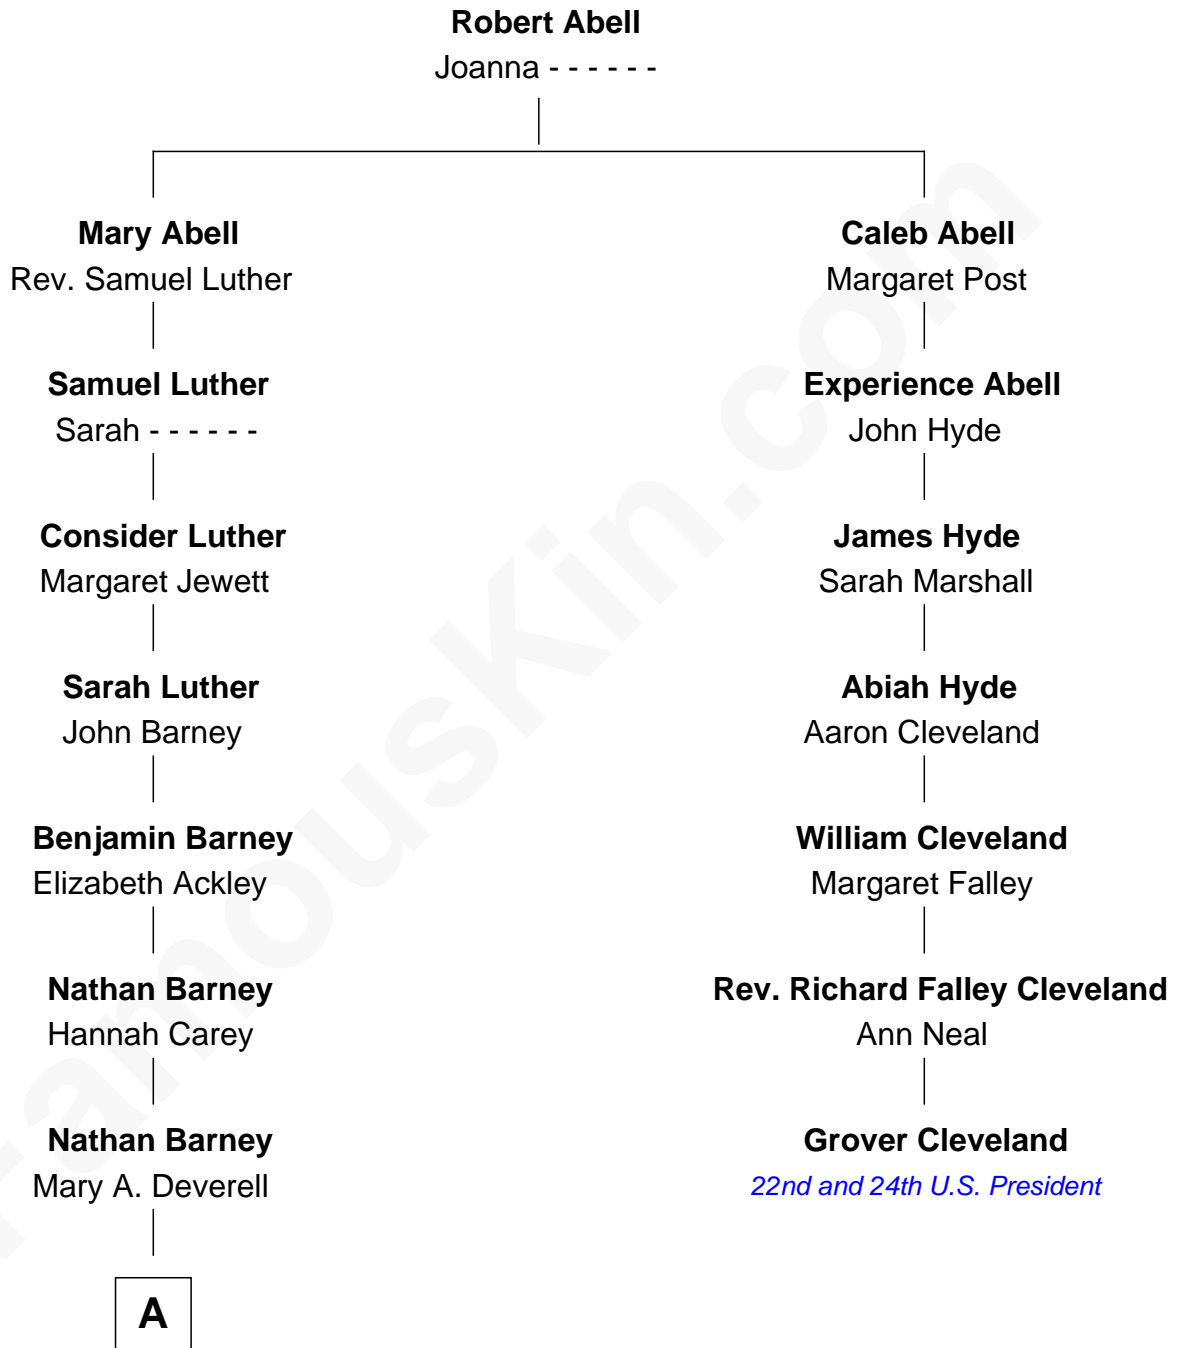 Robert Abell
Joanna - - - - - -
Mary Abell
Rev. Samuel Luther
Samuel Luther
Sarah - - - - - -
Consider Luther
Margaret Jewett
Sarah Luther
John Barney
Benjamin Barney
Elizabeth Ackley
Nathan Barney
Hannah Carey
Nathan Barney
Mary A. Deverell
A
Caleb Abell
Margaret Post
Experience Abell
John Hyde
James Hyde
Sarah Marshall
Abiah Hyde
Aaron Cleveland
William Cleveland
Margaret Falley
Rev. Richard Falley Cleveland
Ann Neal
Grover Cleveland
22nd and 24th U.S. President
FamousKin.com